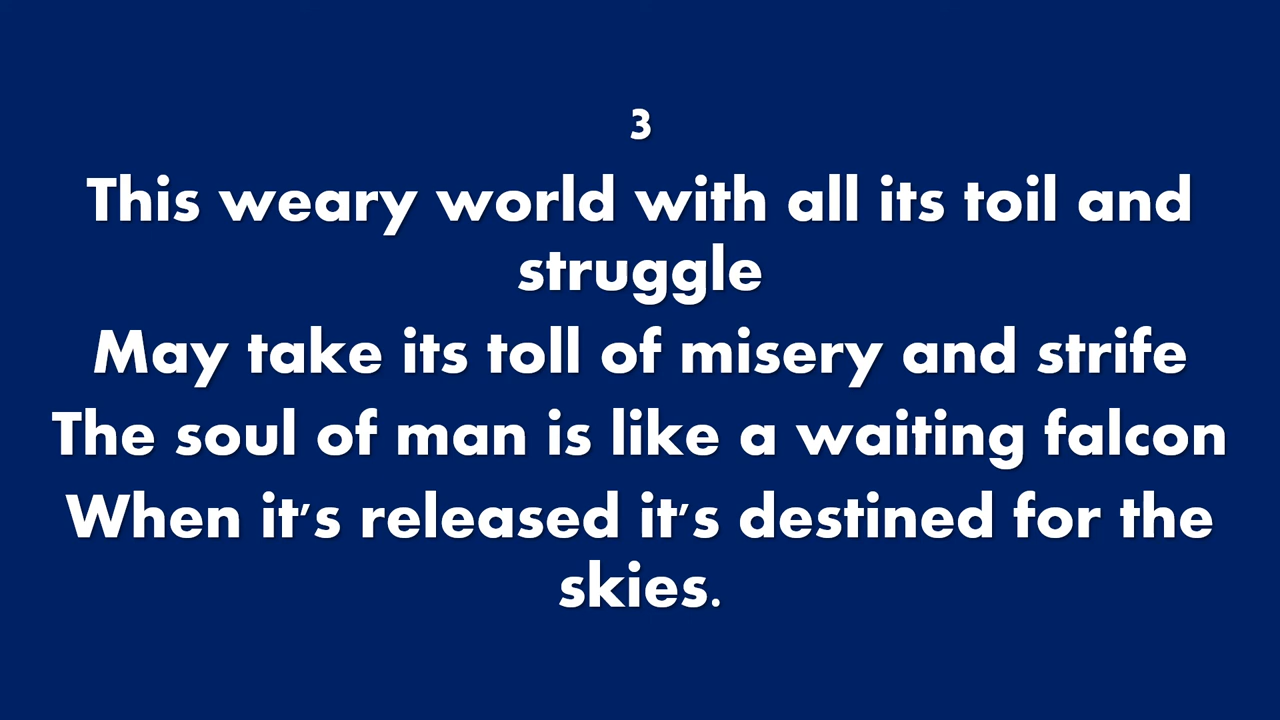 3
This weary world with all its toil and
struggle
May take its toll of misery and strife
The soul of man is like a waiting falcon
When it's released it's destined for the
skies.